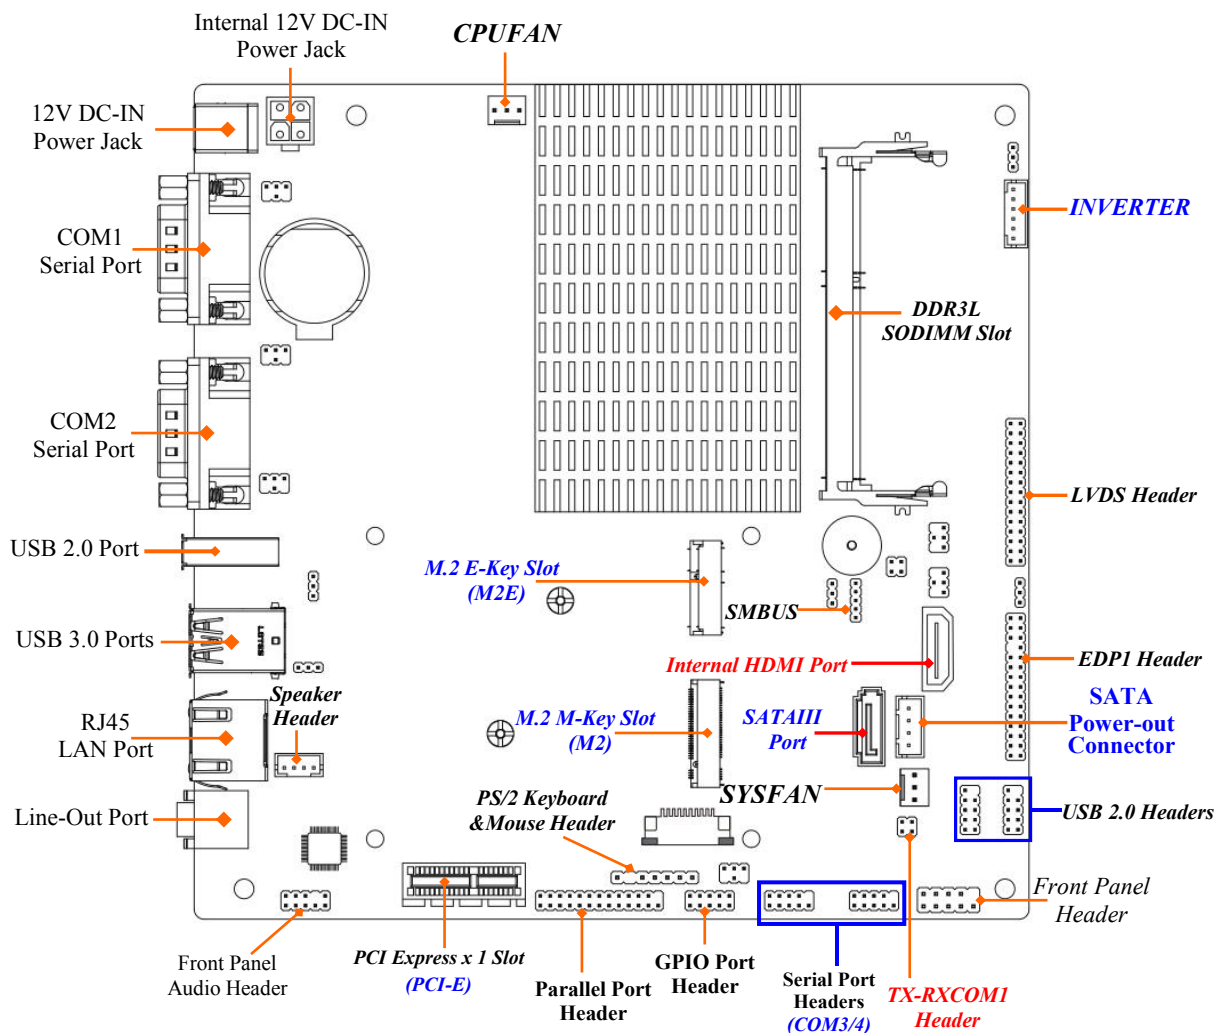 Internal 12V DC-IN
Power Jack
CPUFAN
12V DC-IN
Power Jack
INVERTER
COM1
Serial Port
DDR3L
SODIMM Slot
COM2
Serial Port
LVDS Header
USB 2.0 Port
M.2 E-Key Slot
(M2E)
SMBUS
USB 3.0 Ports
LOTES
Internal HDMI Port
EDP1 Header
Speaker
Header
RJ45
LAN Port
M.2 M-Key Slot
(M2)
SATAIII
Port
SATA
Power-out
Connector
SYSFAN
PS/2 Keyboard
&Mouse Header
Line-Out Port
USB 2.0 Headers
Front Panel
Header
Front Panel
Audio Header
PCI Express x 1 Slot
(PCI-E)
Parallel Port
Header
GPIO Port
Header
Serial Port
Headers
(COM3/4)
TX-RXCOM1
Header